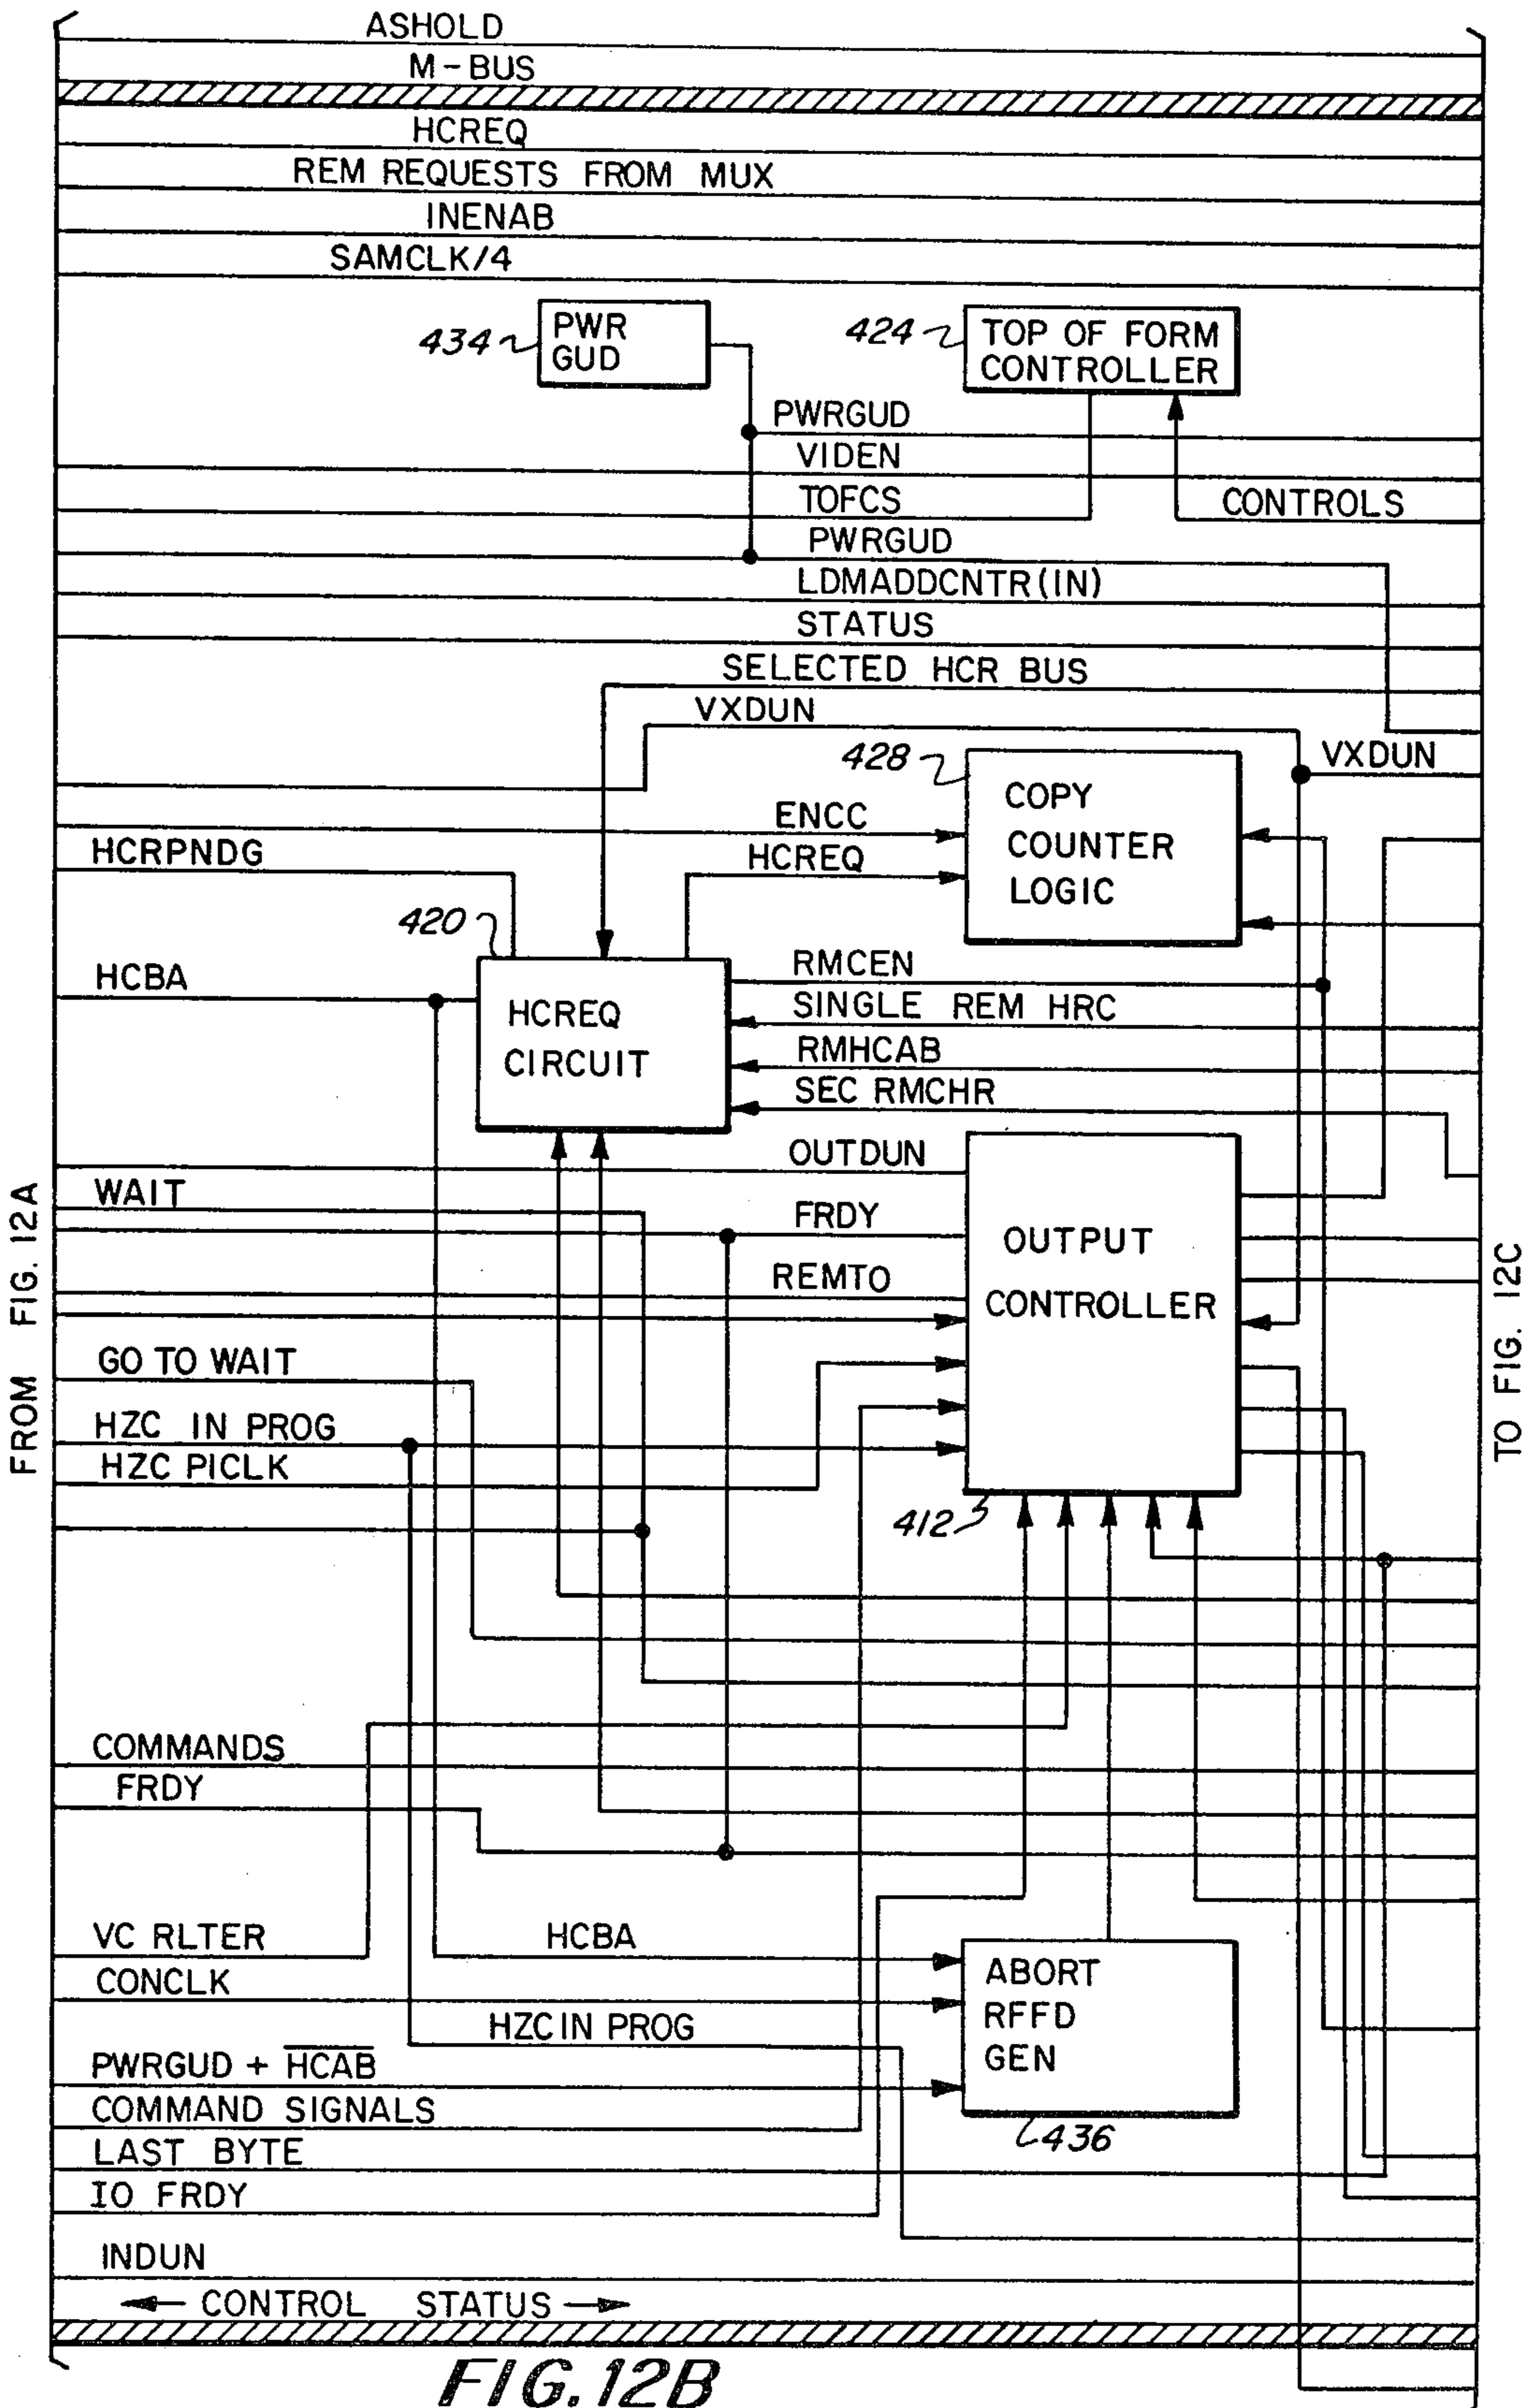 ASHOLD
M-BUS
HCREQ
REM REQUESTS FROM MUX
INENAB
SAMCLK/4
434
PWR
GUD
424
TOP OF FORM
CONTROLLER
PWRGUD
VIDEN
TOFCS
CONTROLS
PWRGUD
LDMADDCNTR(IN)
STATUS
SELECTED HCR BUS
VXDUN
428
VXDUN
COPY
COUNTER
LOGIC
ENCC
HCRPNDG
HCREQ
420
HCBA
HCREQ
CIRCUIT
RMCEN
SINGLE REM HRC
RMHCAB
SEC RMCHR
OUTDUN
WAIT
FRDY
OUTPUT
CONTROLLER
REMTO
FROM FIG. 12A
TO FIG. 12C
GO TO WAIT
HZC IN PROG
HZC PICLK
412
COMMANDS
FRDY
VC RLTER
HCBA
CONCLK
ABORT
RFFD
GEN
HZCIN PROG
PWRGUD + H̅C̅A̅B̅
COMMAND SIGNALS
436
LAST BYTE
IO FRDY
INDUN
← CONTROL STATUS →
FIG. 12B